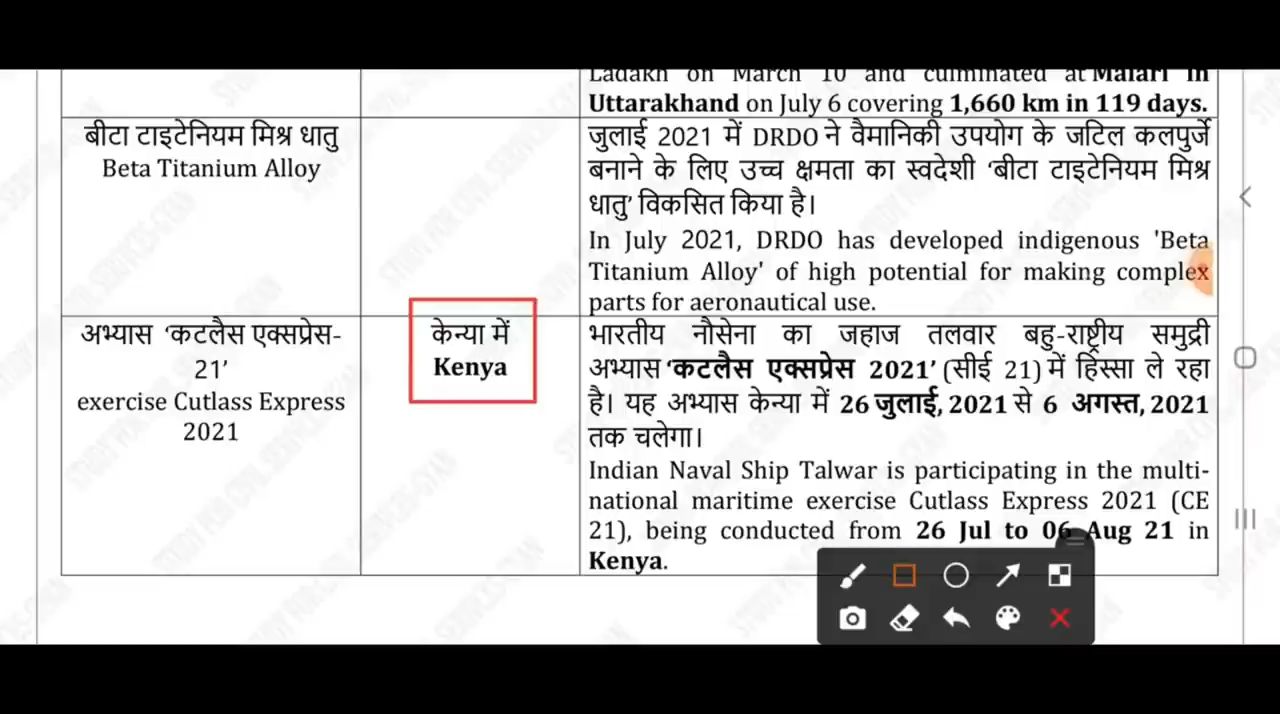 Ladakh on March 10 and culminated at Malari in
Uttarakhand on July 6 covering 1,660 km in 119 days.
बीटा टाइटेनियम मिश्र धातु
Beta Titanium Alloy
जुलाई 2021 में DRDO ने वैमानिकी उपयोग के जटिल कलपुर्जे
बनाने के लिए उच्च क्षमता का स्वदेशी ‘बीटा टाइटेनियम मिश्र
धातु’ विकसित किया है।
In July 2021, DRDO has developed indigenous 'Beta
Titanium Alloy' of high potential for making complex
parts for aeronautical use.
अभ्यास ‘कटलैस एक्सप्रेस-
21’
exercise Cutlass Express
2021
केन्या में
Kenya
भारतीय नौसेना का जहाज तलवार बहु-राष्ट्रीय समुद्री
अभ्यास ‘कटलैस एक्सप्रेस 2021’ (सीई 21) में हिस्सा ले रहा
है। यह अभ्यास केन्या में 26 जुलाई, 2021 से 6 अगस्त, 2021
तक चलेगा।
Indian Naval Ship Talwar is participating in the multi-
national maritime exercise Cutlass Express 2021 (CE
21), being conducted from 26 Jul to 06 Aug 21 in
Kenya.